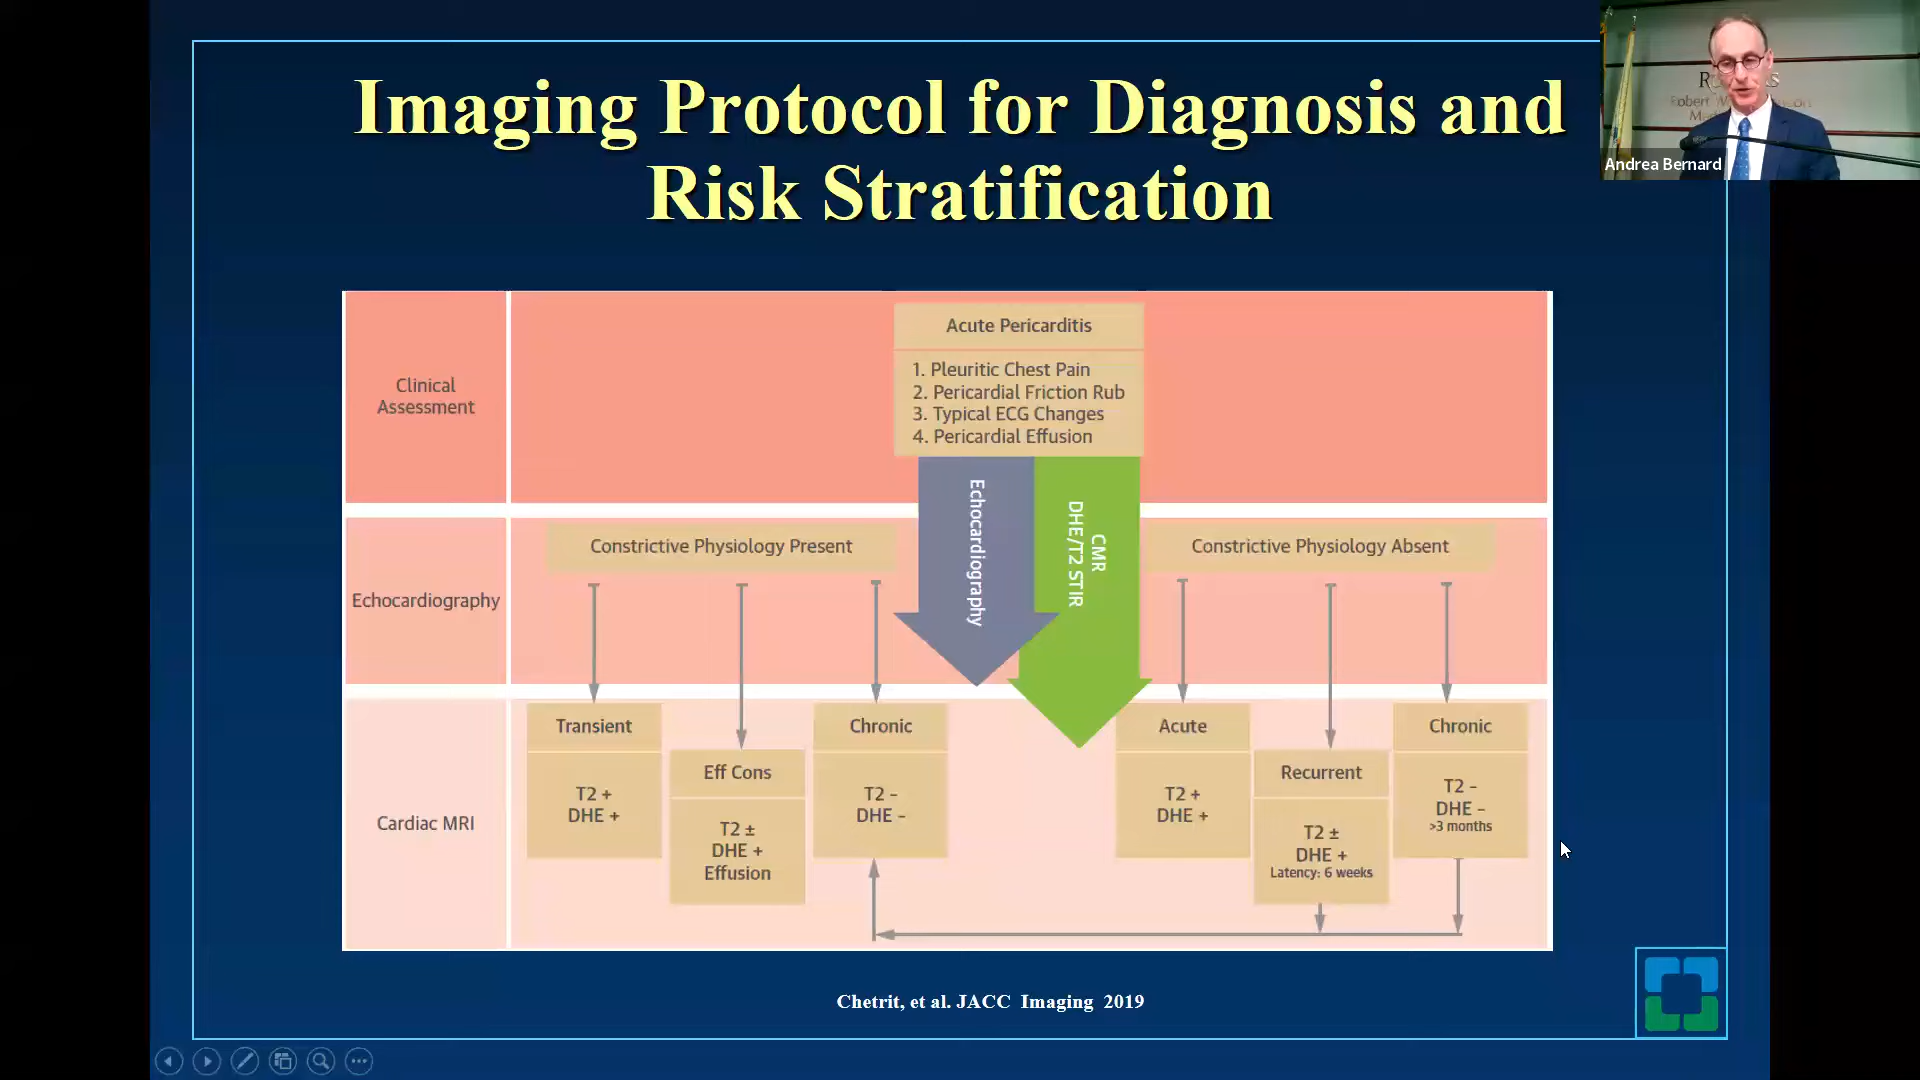 Imaging Protocol for Diagnosis and
Risk Stratification
Andrea Bernard
Clinical
Assessment
Acute Pericarditis
1. Pleuritic Chest Pain
2. Pericardial Friction Rub
3. Typical ECG Changes
4. Pericardial Effusion
Echocardiography
CMR
DHE/T2 STIR
Echocardiography
Constrictive Physiology Present
Constrictive Physiology Absent
Cardiac MRI
Transient
T2 +
DHE +
Eff Cons
T2 ±
DHE +
Effusion
Chronic
T2 –
DHE –
Acute
T2 +
DHE +
Recurrent
T2 ±
DHE +
Latency: 6 weeks
Chronic
T2 –
DHE –
>3 months
Chetrit, et al. JACC Imaging 2019